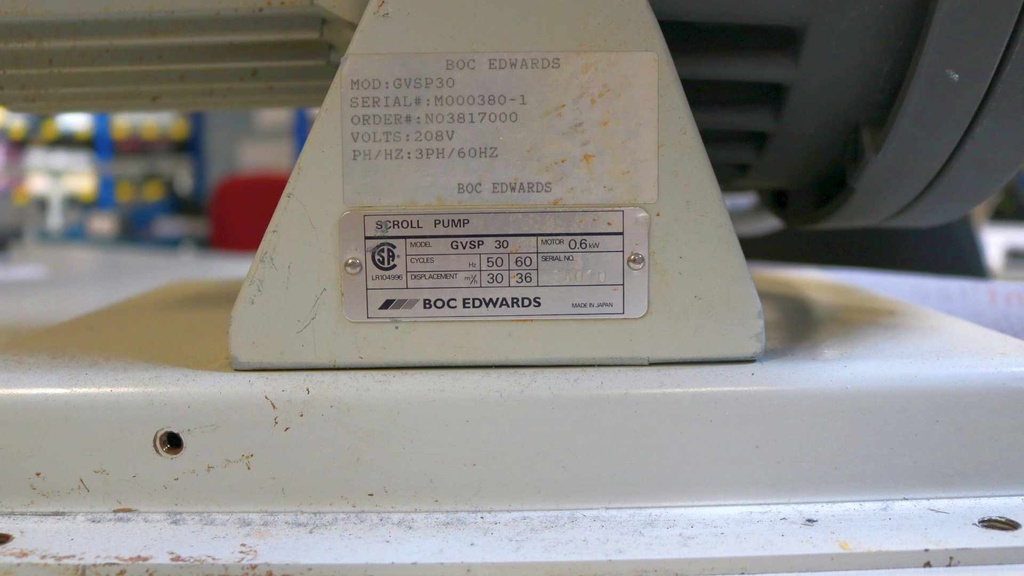 BOC EDWARDS
MOD:GVSP30
SERIAL#:M000380-1
ORDER#:NO3817000
VOLTS:208V
PH/HZ:3PH/60HZ
BOC EDWARDS
SCROLL PUMP
MODEL GVSP 30 MOTOR 0.6 kW
CYCLES Hz 50 60 SERIAL NO.
LR104996 DISPLACEMENT m³/h 30 36
BOC EDWARDS MADE IN JAPAN